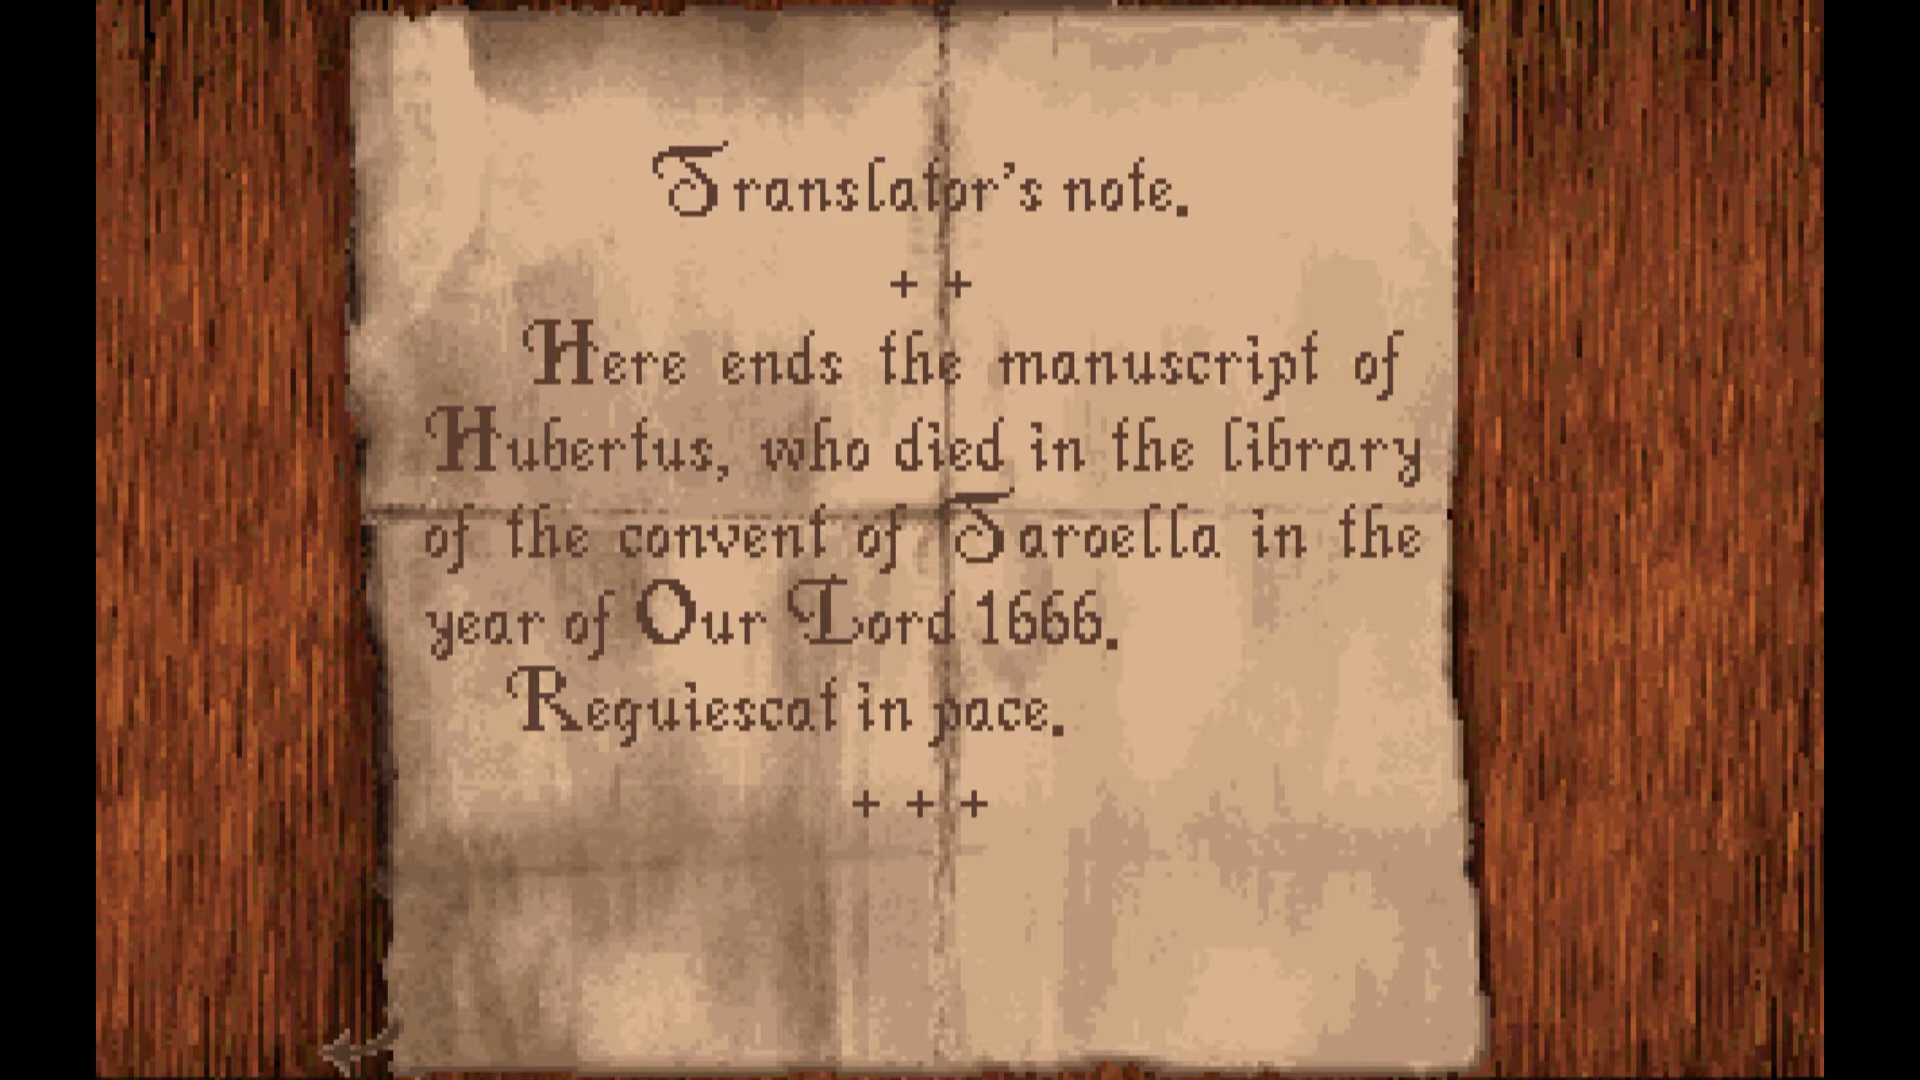 Translator's note.
+ +
Here ends the manuscript of
Hubertus, who died in the library
of the convent of Taroella in the
year of Our Lord 1666.
Requiescat in pace.
+ + +